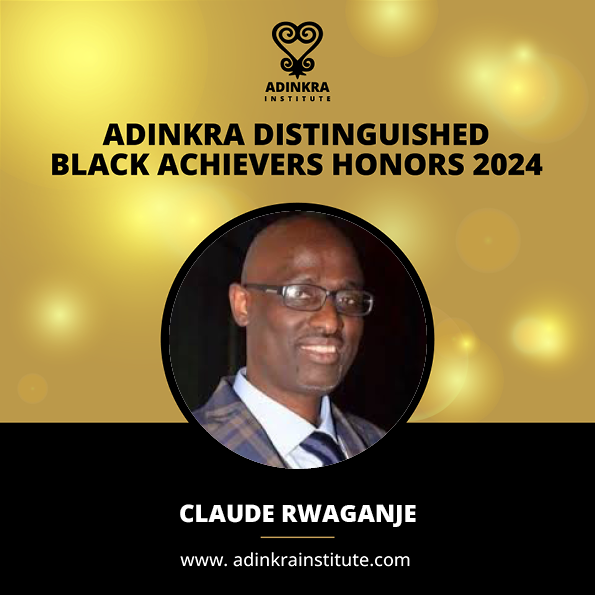 ADINKRA
INSTITUTE
ADINKRA DISTINGUISHED
BLACK ACHIEVERS HONORS 2024
CLAUDE RWAGANJE
www. adinkrainstitute.com